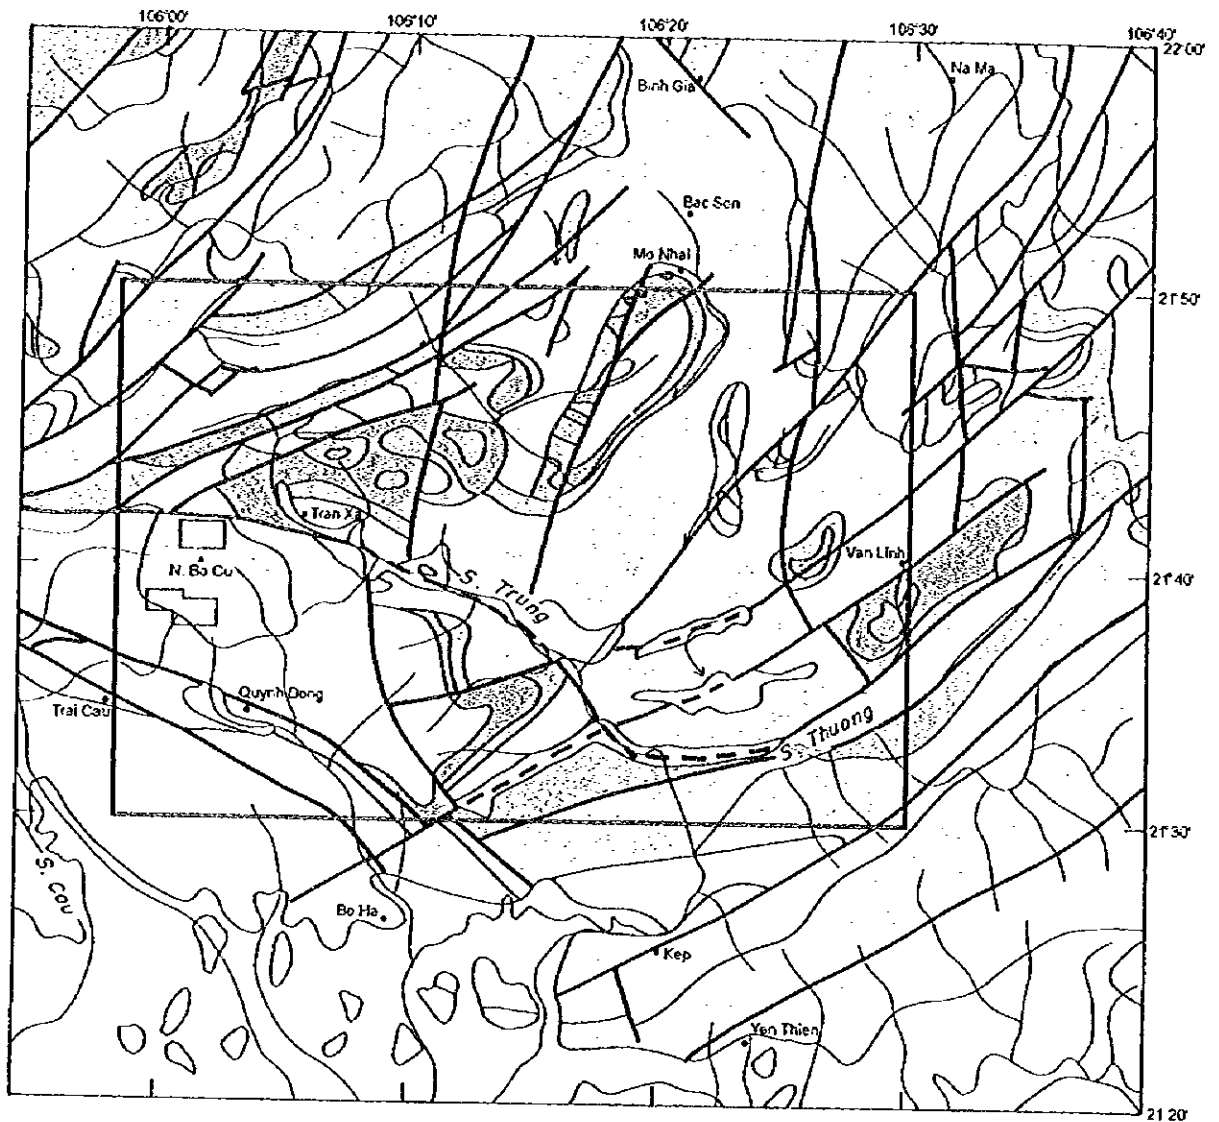 106°00' 106°10' 106°20' 106°30' 106°40'
22°00'
Na Ma
Binh Gia
Bac Son
Mo Nhai
21°50'
Tran Xa
Van Linh
N. Bo Cu
S. Trung
21°40'
Quynh Dong
Trai Cau
S. Thuong
21°30'
S. Cou
Bo Ha
Kep
Yen Thien
21 20'